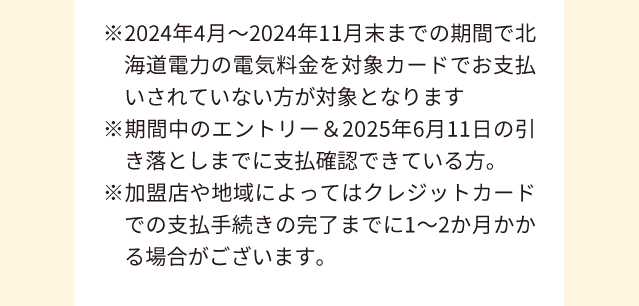 ※2024年4月～2024年11月末までの期間で北
海道電力の電気料金を対象カードでお支払
いされていない方が対象となります
※期間中のエントリー＆2025年6月11日の引
き落としまでに支払確認できている方。
※加盟店や地域によってはクレジットカード
での支払手続きの完了までに1～2か月かか
る場合がございます。